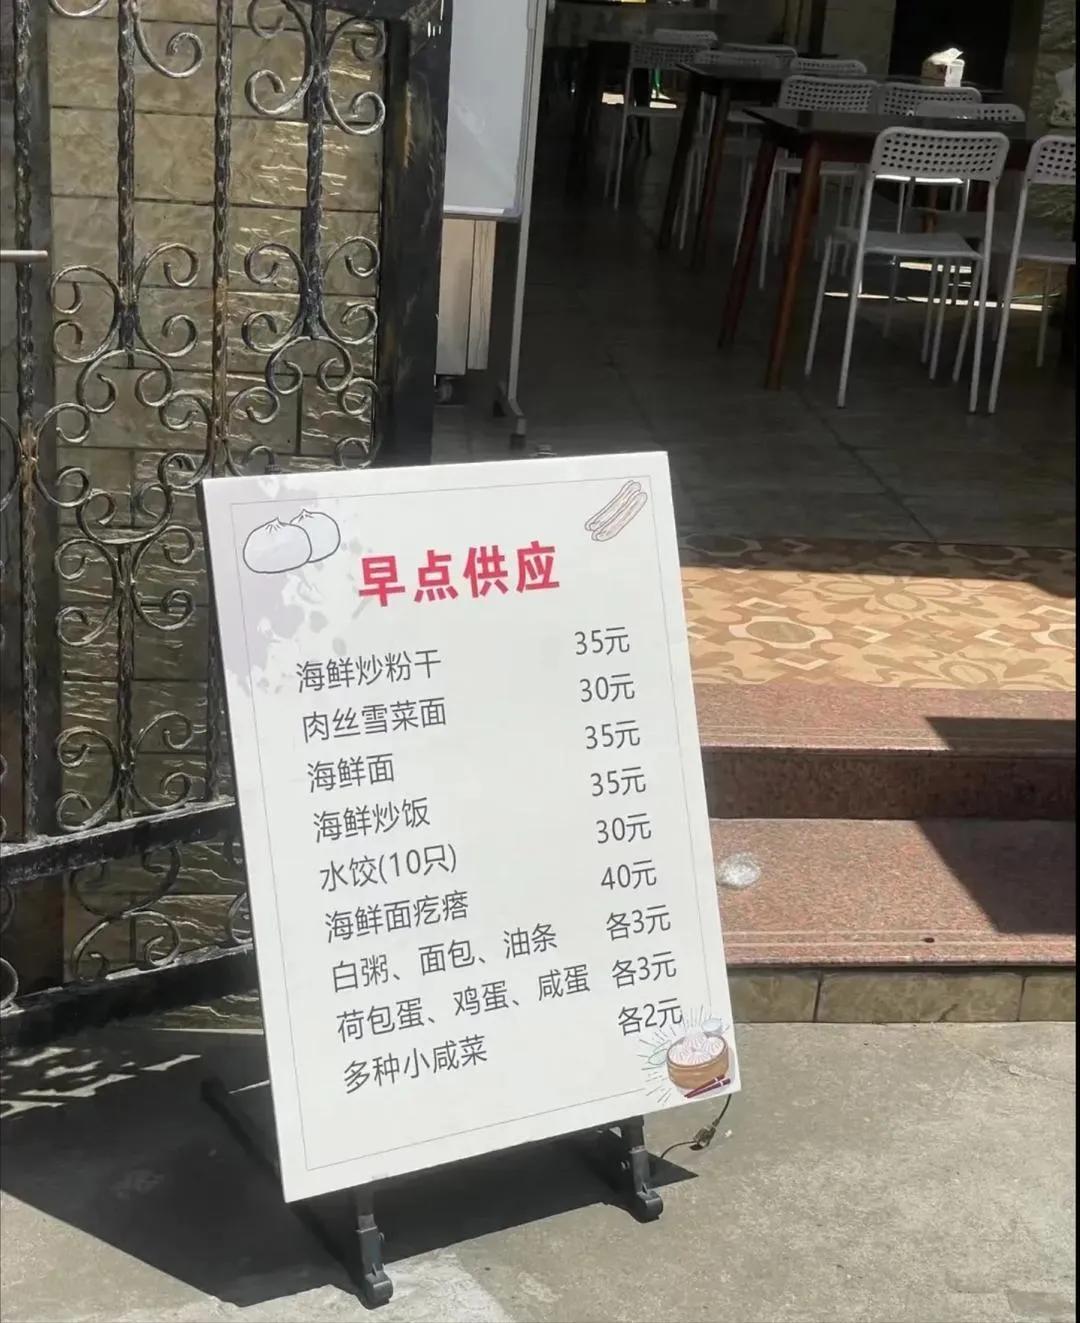 早点供应
海鲜炒粉干 35元
肉丝雪菜面 30元
海鲜面 35元
海鲜炒饭 35元
水饺(10只) 30元
海鲜面疙瘩 40元
白粥、面包、油条 各3元
荷包蛋、鸡蛋、咸蛋 各3元
多种小咸菜 各2元